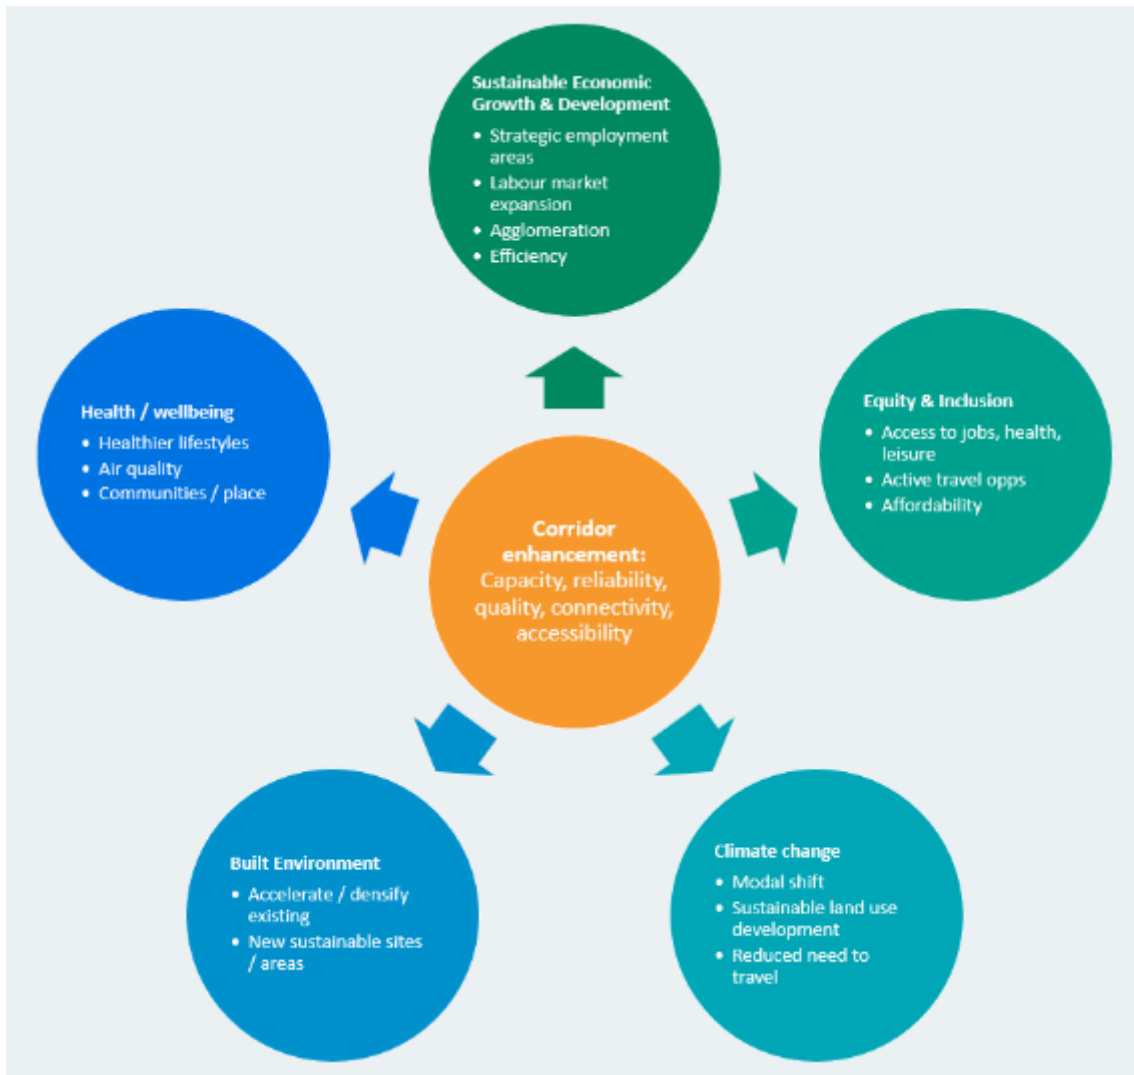 Sustainable Economic
Growth & Development
• Strategic employment
areas
• Labour market
expansion
• Agglomeration
• Efficiency
Health / wellbeing
• Healthier lifestyles
• Air quality
• Communities / place
Equity & Inclusion
• Access to jobs, health,
leisure
• Active travel opps
• Affordability
Corridor
enhancement:
Capacity, reliability,
quality, connectivity,
accessibility
Built Environment
• Accelerate / densify
existing
• New sustainable sites
/ areas
Climate change
• Modal shift
• Sustainable land use
development
• Reduced need to
travel